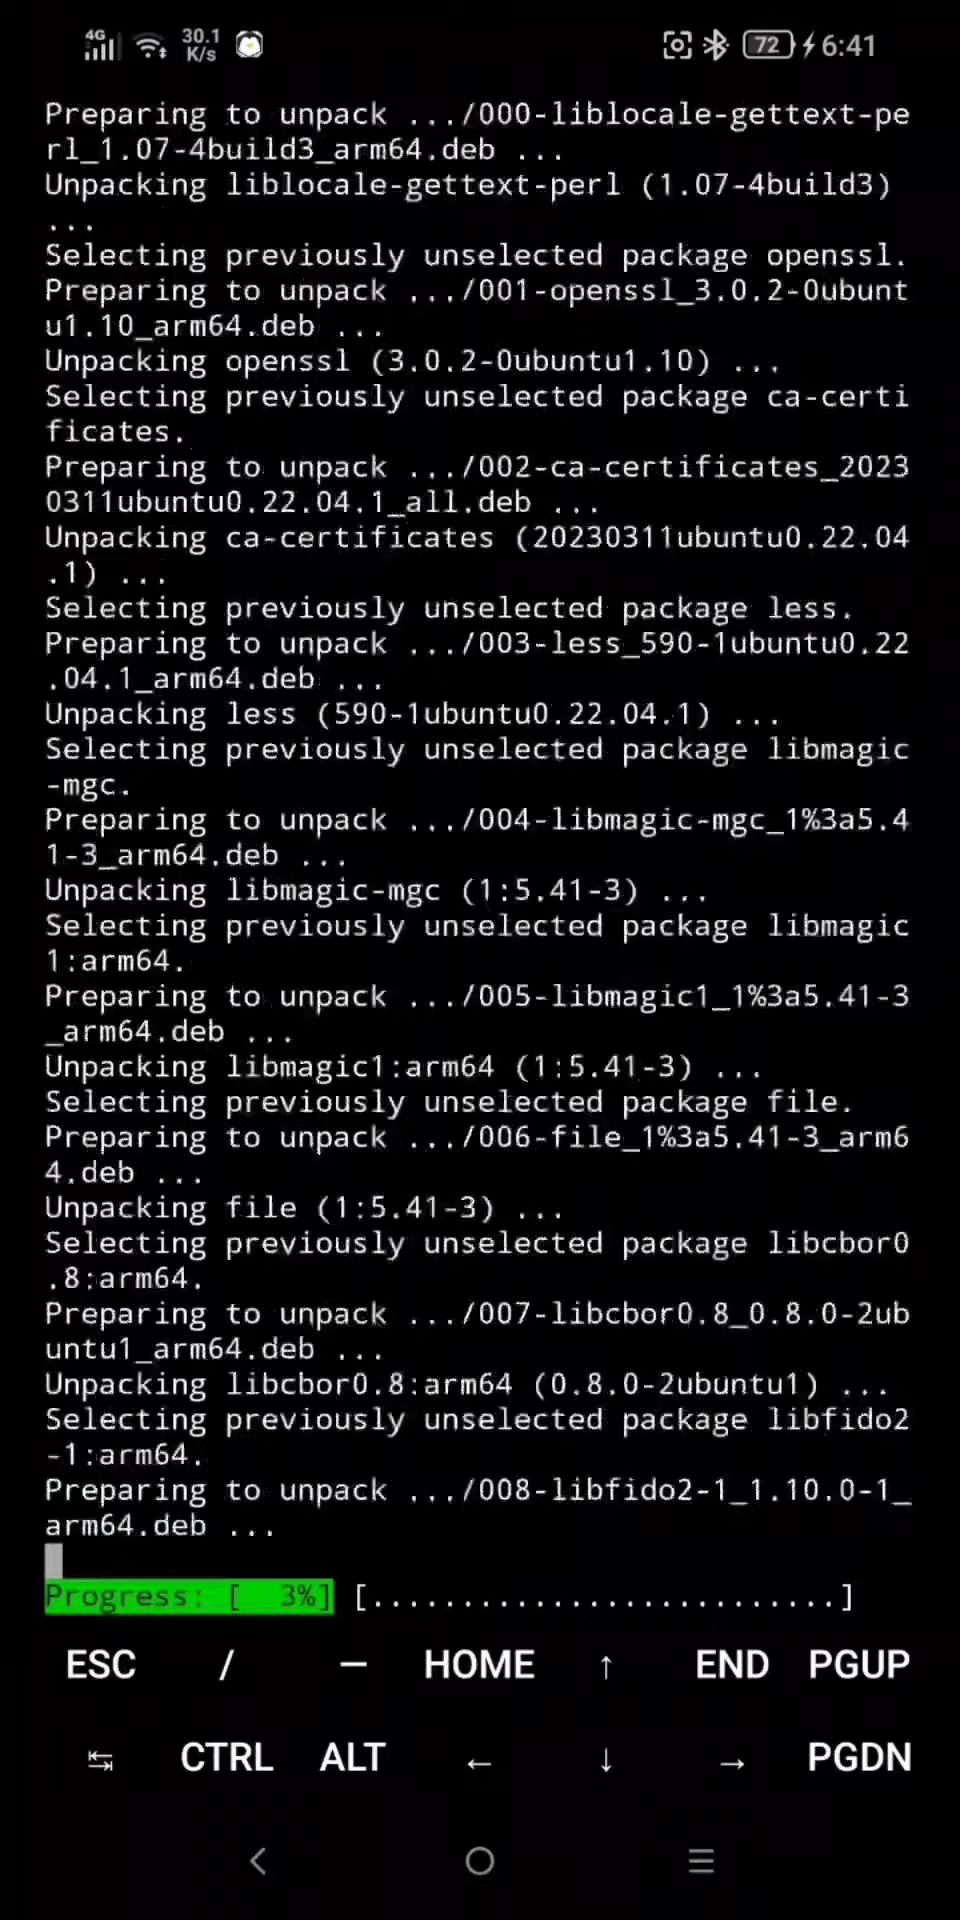 4G 30.1 K/s 72 6:41
Preparing to unpack .../000-liblocale-gettext-pe
rl_1.07-4build3_arm64.deb ...
Unpacking liblocale-gettext-perl (1.07-4build3)
...
Selecting previously unselected package openssl.
Preparing to unpack .../001-openssl_3.0.2-0ubunt
u1.10_arm64.deb ...
Unpacking openssl (3.0.2-0ubuntu1.10) ...
Selecting previously unselected package ca-certi
ficates.
Preparing to unpack .../002-ca-certificates_2023
0311ubuntu0.22.04.1_all.deb ...
Unpacking ca-certificates (20230311ubuntu0.22.04
.1) ...
Selecting previously unselected package less.
Preparing to unpack .../003-less_590-1ubuntu0.22
.04.1_arm64.deb ...
Unpacking less (590-1ubuntu0.22.04.1) ...
Selecting previously unselected package libmagic
-mgc.
Preparing to unpack .../004-libmagic-mgc_1%3a5.4
1-3_arm64.deb ...
Unpacking libmagic-mgc (1:5.41-3) ...
Selecting previously unselected package libmagic
1:arm64.
Preparing to unpack .../005-libmagic1_1%3a5.41-3
_arm64.deb ...
Unpacking libmagic1:arm64 (1:5.41-3) ...
Selecting previously unselected package file.
Preparing to unpack .../006-file_1%3a5.41-3_arm6
4.deb ...
Unpacking file (1:5.41-3) ...
Selecting previously unselected package libcbor0
.8:arm64.
Preparing to unpack .../007-libcbor0.8_0.8.0-2ub
untu1_arm64.deb ...
Unpacking libcbor0.8:arm64 (0.8.0-2ubuntu1) ...
Selecting previously unselected package libfido2
-1:arm64.
Preparing to unpack .../008-libfido2-1_1.10.0-1_
arm64.deb ...
Progress: [  3%] [..........................]
ESC / — HOME ↑ END PGUP
↹ CTRL ALT ← ↓ → PGDN